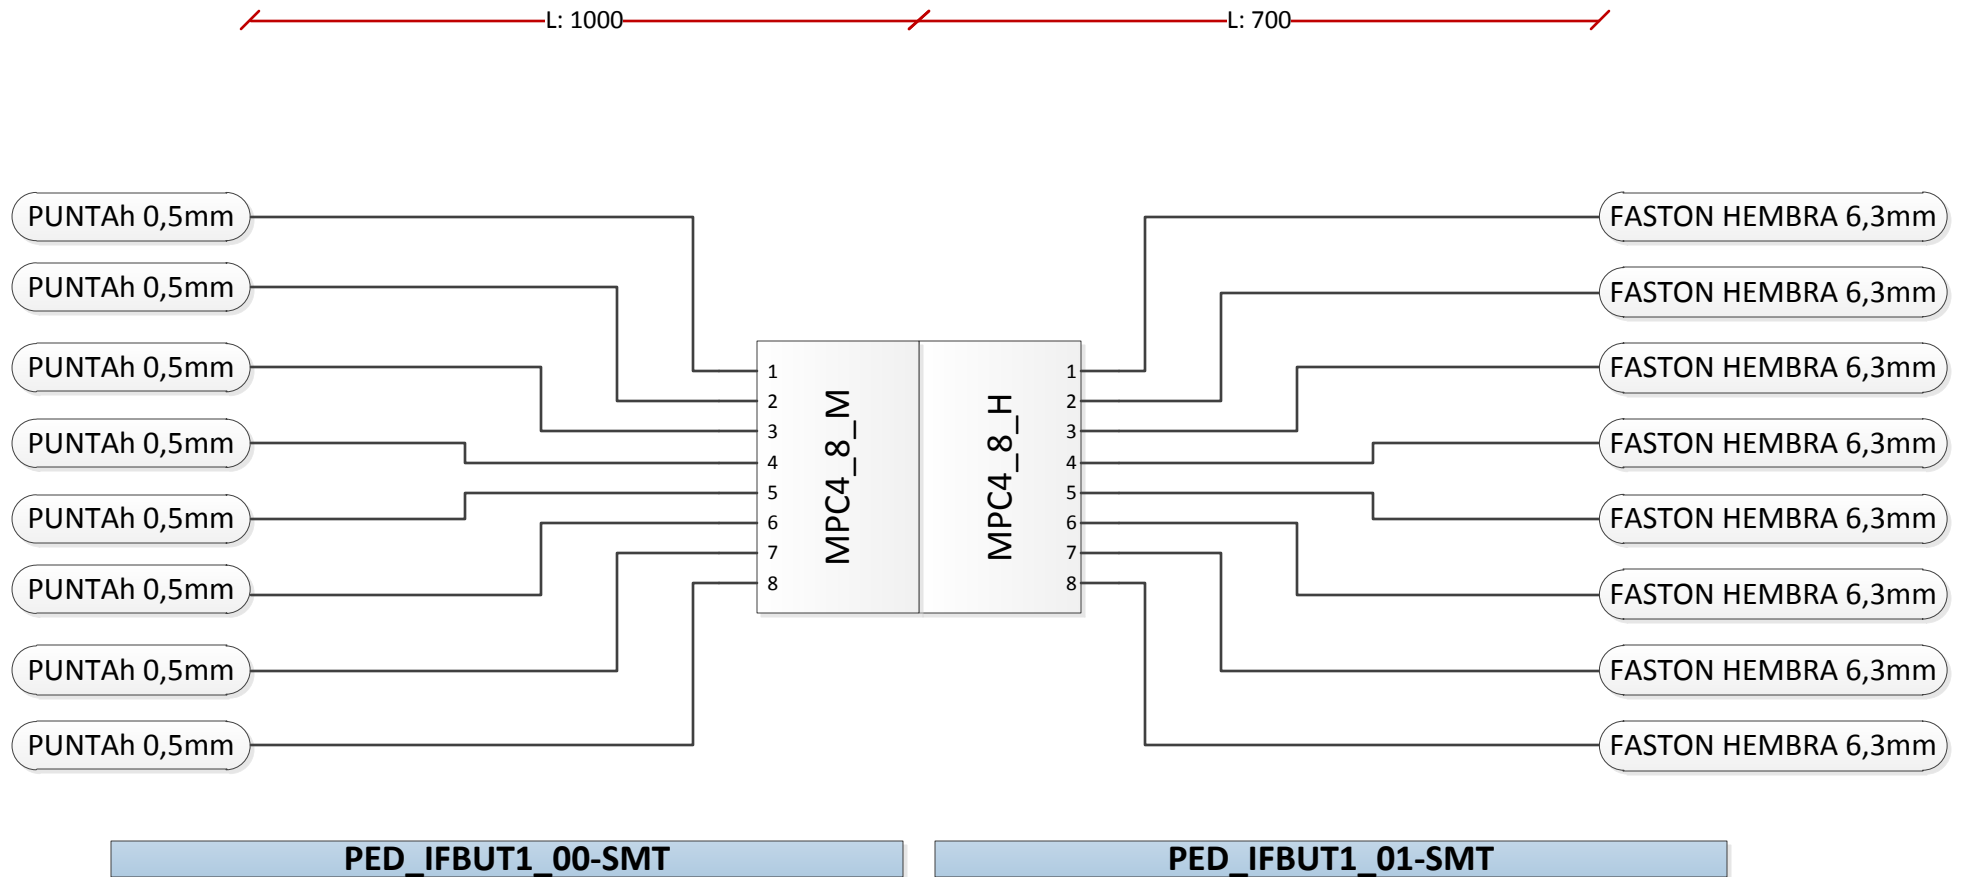 L: 1000
L: 700
PUNTAh 0,5mm
FASTON HEMBRA 6,3mm
PUNTAh 0,5mm
FASTON HEMBRA 6,3mm
PUNTAh 0,5mm
FASTON HEMBRA 6,3mm
PUNTAh 0,5mm
FASTON HEMBRA 6,3mm
PUNTAh 0,5mm
FASTON HEMBRA 6,3mm
PUNTAh 0,5mm
FASTON HEMBRA 6,3mm
PUNTAh 0,5mm
FASTON HEMBRA 6,3mm
PUNTAh 0,5mm
FASTON HEMBRA 6,3mm
1
2
3
4
5
6
7
8
MPC4_8_M
MPC4_8_H
1
2
3
4
5
6
7
8
PED_IFBUT1_00-SMT
PED_IFBUT1_01-SMT